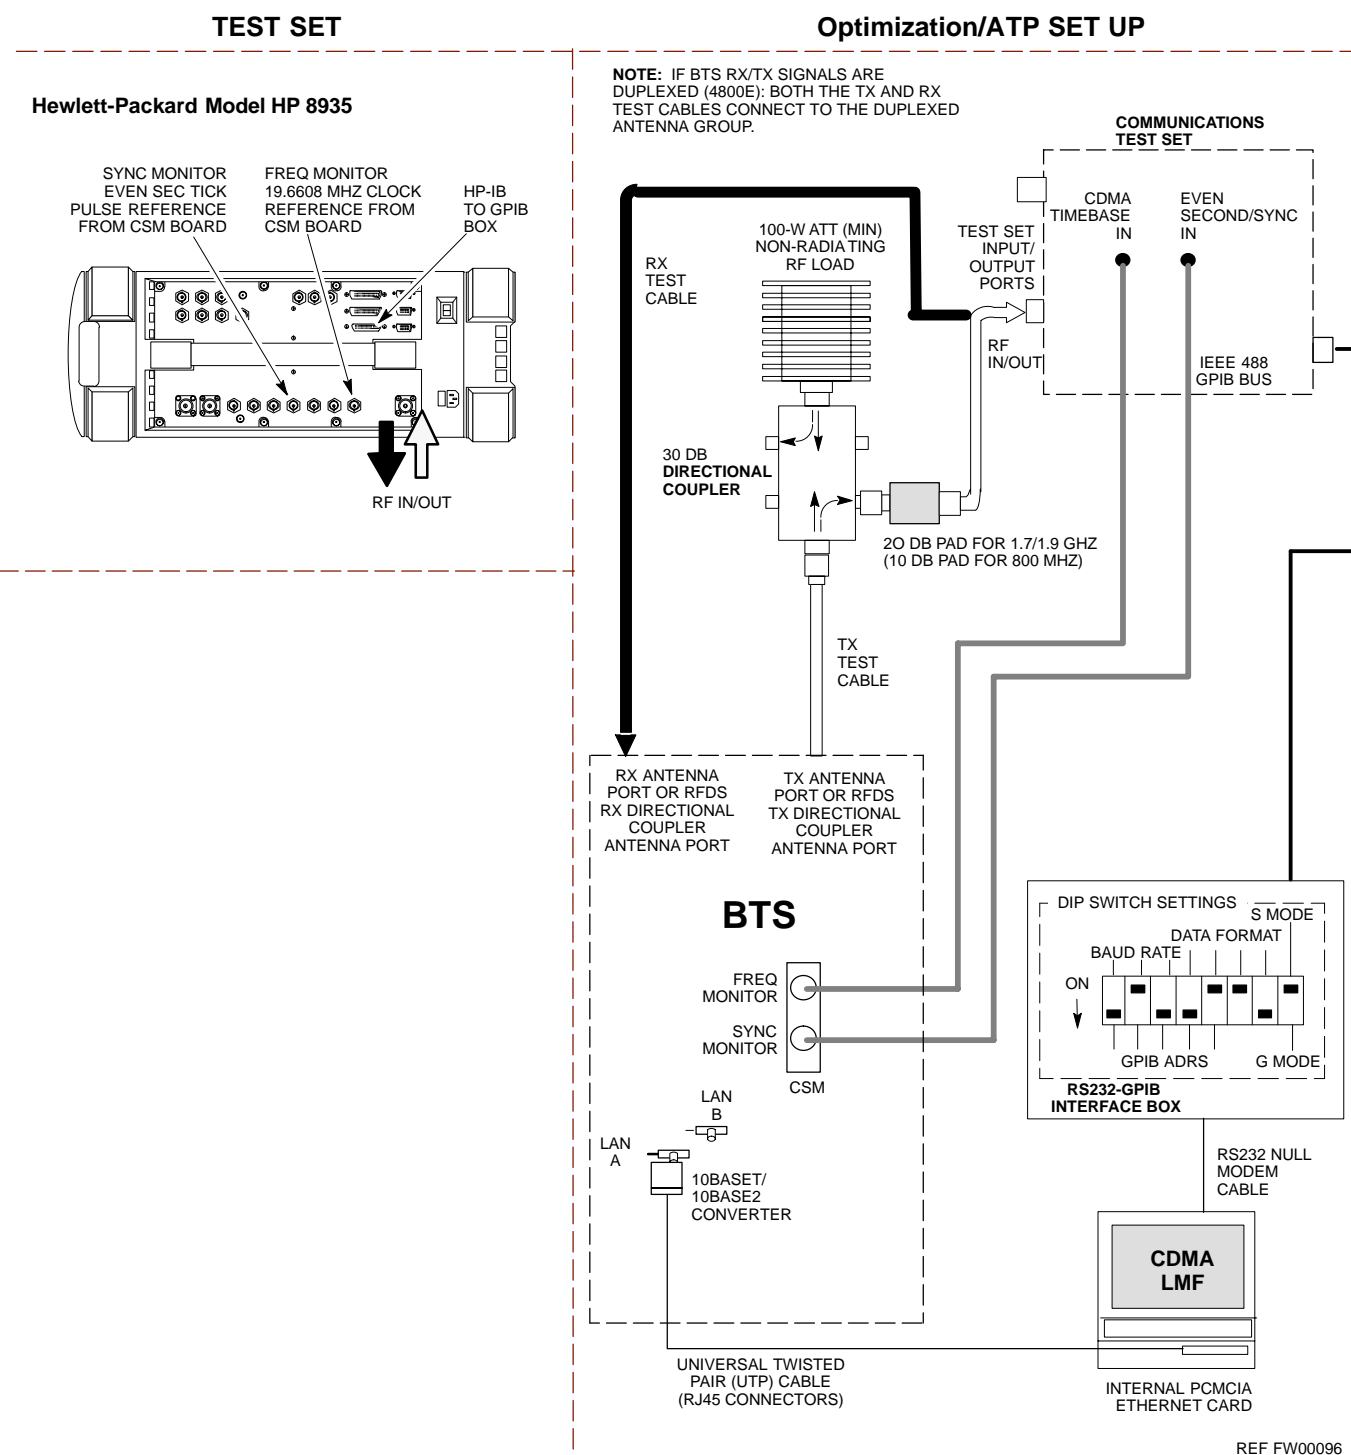 TEST SET
Optimization/ATP SET UP
Hewlett-Packard Model HP 8935
SYNC MONITOR
EVEN SEC TICK
PULSE REFERENCE
FROM CSM BOARD
FREQ MONITOR
19.6608 MHZ CLOCK
REFERENCE FROM
CSM BOARD
HP-IB
TO GPIB
BOX
RF IN/OUT
NOTE: IF BTS RX/TX SIGNALS ARE
DUPLEXED (4800E): BOTH THE TX AND RX
TEST CABLES CONNECT TO THE DUPLEXED
ANTENNA GROUP.
COMMUNICATIONS
TEST SET
CDMA
TIMEBASE
IN
EVEN
SECOND/SYNC
IN
TEST SET
INPUT/
OUTPUT
PORTS
RF
IN/OUT
IEEE 488
GPIB BUS
RX
TEST
CABLE
100-W ATT (MIN)
NON-RADIATING
RF LOAD
30 DB
DIRECTIONAL
COUPLER
2O DB PAD FOR 1.7/1.9 GHZ
(10 DB PAD FOR 800 MHZ)
TX
TEST
CABLE
RX ANTENNA
PORT OR RFDS
RX DIRECTIONAL
COUPLER
ANTENNA PORT
TX ANTENNA
PORT OR RFDS
TX DIRECTIONAL
COUPLER
ANTENNA PORT
BTS
FREQ
MONITOR
SYNC
MONITOR
CSM
LAN
B
LAN
A
10BASET/
10BASE2
CONVERTER
UNIVERSAL TWISTED
PAIR (UTP) CABLE
(RJ45 CONNECTORS)
DIP SWITCH SETTINGS
S MODE
DATA FORMAT
BAUD RATE
ON
GPIB ADRS
G MODE
RS232-GPIB
INTERFACE BOX
RS232 NULL
MODEM
CABLE
CDMA
LMF
INTERNAL PCMCIA
ETHERNET CARD
REF FW00096